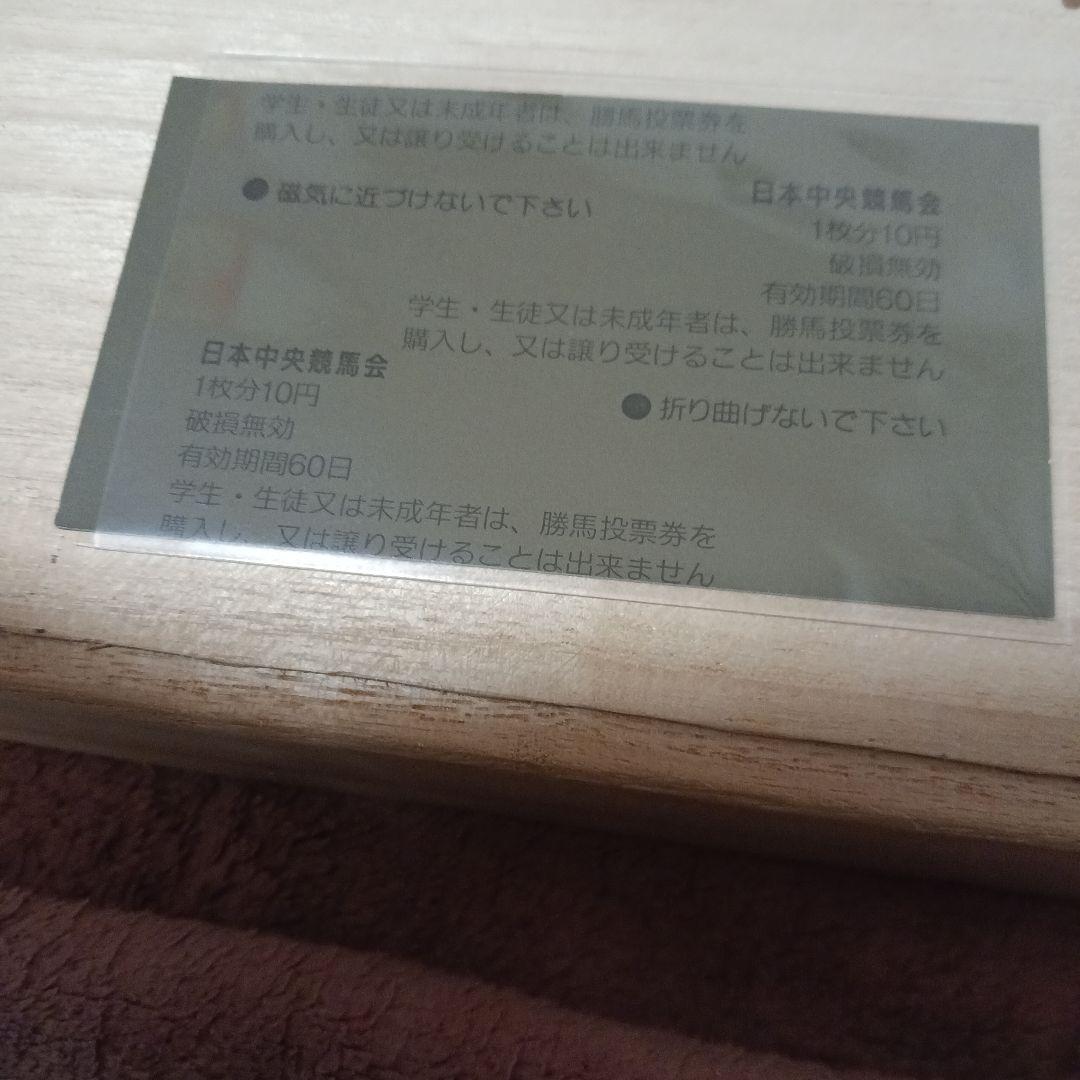 学生・生徒又は未成年者は、勝馬投票券を
購入し、又は譲り受けることは出来ません
● 磁気に近づけないで下さい
日本中央競馬会
1枚分10円
破損無効
有効期間60日
学生・生徒又は未成年者は、勝馬投票券を
購入し、又は譲り受けることは出来ません
● 折り曲げないで下さい
日本中央競馬会
1枚分10円
破損無効
有効期間60日
学生・生徒又は未成年者は、勝馬投票券を
購入し、又は譲り受けることは出来ません